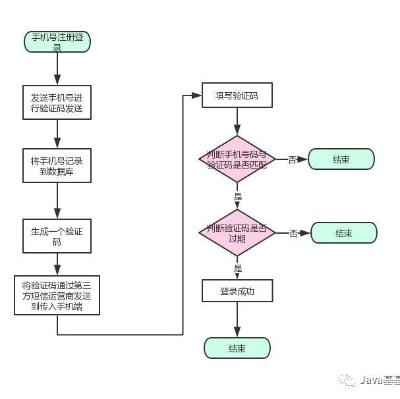 手机号注册登
录
发送手机号进
行验证码发送
将手机号记录
到数据库
生成一个验证
码
将验证码通过第三
方短信运营商发送
到传入手机端
填写验证码
判断手机号码与
验证码是否匹配
否
结束
是
判断验证码是否
过期
否
结束
是
登录成功
结束
Java基